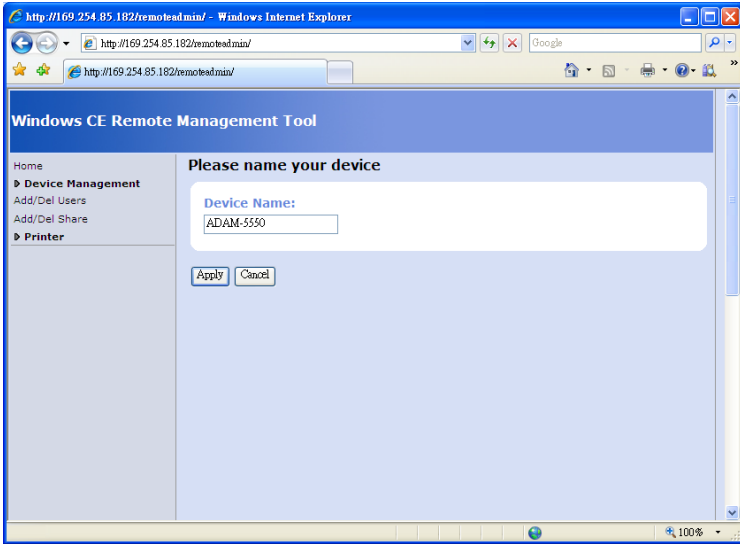 http://169.254.85.182/remoteadmin/ - Windows Internet Explorer
http://169.254.85.182/remoteadmin/
Google
http://169.254.85.182/remoteadmin/
Windows CE Remote Management Tool
Home
Device Management
Add/Del Users
Add/Del Share
Printer
Please name your device
Device Name:
ADAM-5550
Apply Cancel
100%